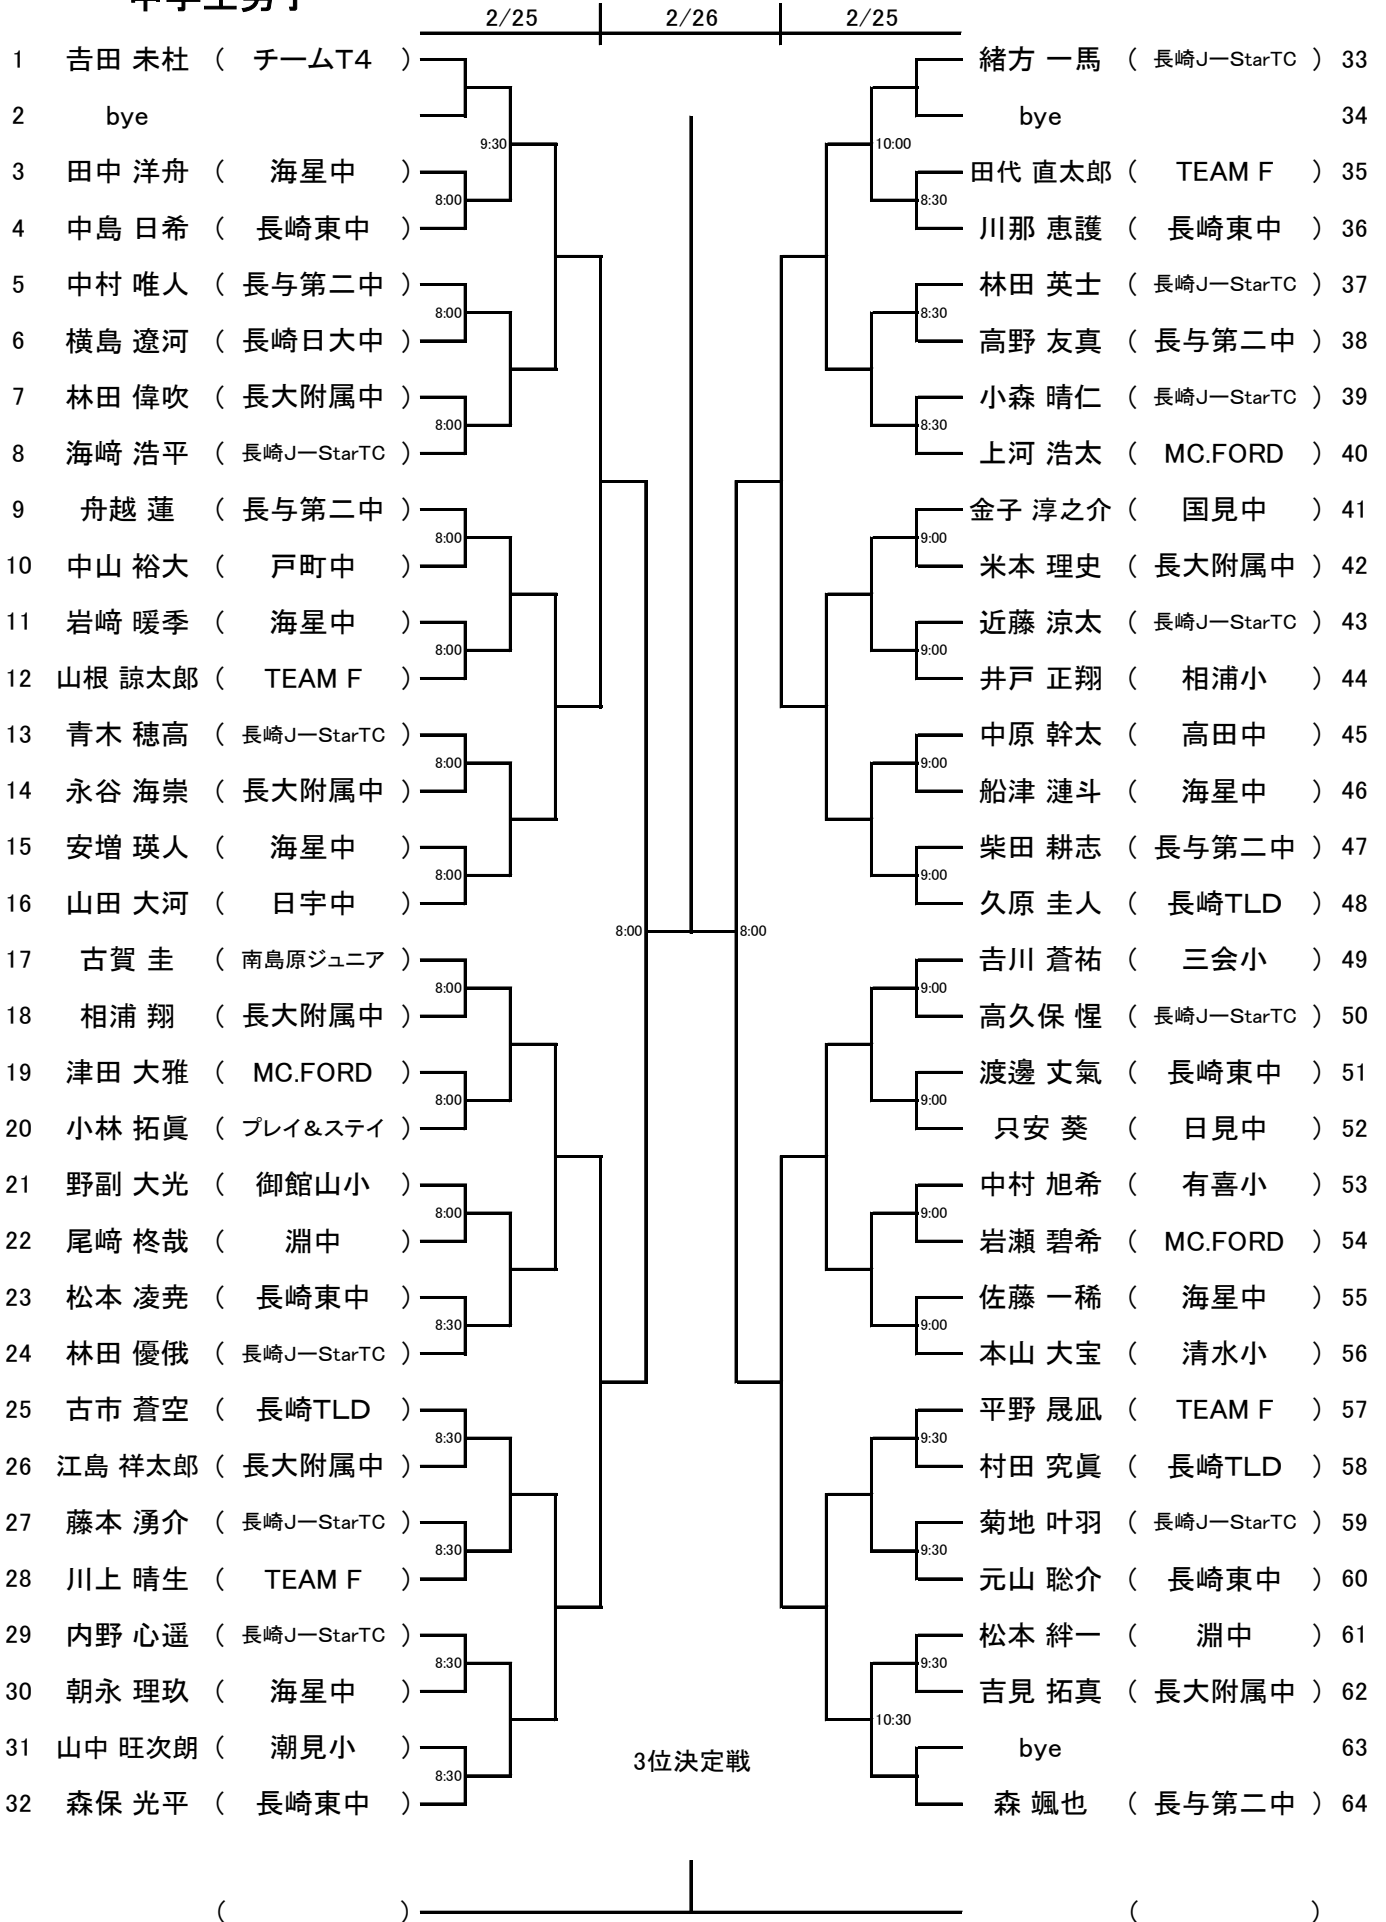 中学生男子
2/25 2/26 2/25
1 吉田 未杜 ( チームT4 )
2 bye
9:30
3 田中 洋舟 ( 海星中 )
8:00
4 中島 日希 ( 長崎東中 )
5 中村 唯人 ( 長与第二中 )
8:00
6 横島 遼河 ( 長崎日大中 )
7 林田 偉吹 ( 長大附属中 )
8:00
8 海﨑 浩平 ( 長崎J－StarTC )
9 舟越 蓮 ( 長与第二中 )
8:00
10 中山 裕大 ( 戸町中 )
11 岩﨑 暖季 ( 海星中 )
8:00
12 山根 諒太郎 ( TEAM F )
13 青木 穂高 ( 長崎J－StarTC )
8:00
14 永谷 海崇 ( 長大附属中 )
15 安増 瑛人 ( 海星中 )
8:00
16 山田 大河 ( 日宇中 )
8:00
17 古賀 圭 ( 南島原ジュニア )
8:00
18 相浦 翔 ( 長大附属中 )
19 津田 大雅 ( MC.FORD )
8:00
20 小林 拓眞 ( プレイ&ステイ )
21 野副 大光 ( 御館山小 )
8:00
22 尾﨑 柊哉 ( 淵中 )
23 松本 凌尭 ( 長崎東中 )
8:30
24 林田 優俄 ( 長崎J－StarTC )
25 古市 蒼空 ( 長崎TLD )
8:30
26 江島 祥太郎 ( 長大附属中 )
27 藤本 湧介 ( 長崎J－StarTC )
8:30
28 川上 晴生 ( TEAM F )
29 内野 心遥 ( 長崎J－StarTC )
8:30
30 朝永 理玖 ( 海星中 )
31 山中 旺次朗 ( 潮見小 )
8:30
32 森保 光平 ( 長崎東中 )
緒方 一馬 ( 長崎J－StarTC ) 33
bye 34
10:00
田代 直太郎 ( TEAM F ) 35
8:30
川那 恵護 ( 長崎東中 ) 36
林田 英士 ( 長崎J－StarTC ) 37
8:30
高野 友真 ( 長与第二中 ) 38
小森 晴仁 ( 長崎J－StarTC ) 39
8:30
上河 浩太 ( MC.FORD ) 40
金子 淳之介 ( 国見中 ) 41
9:00
米本 理史 ( 長大附属中 ) 42
近藤 涼太 ( 長崎J－StarTC ) 43
9:00
井戸 正翔 ( 相浦小 ) 44
中原 幹太 ( 高田中 ) 45
9:00
船津 漣斗 ( 海星中 ) 46
柴田 耕志 ( 長与第二中 ) 47
9:00
久原 圭人 ( 長崎TLD ) 48
8:00
吉川 蒼祐 ( 三会小 ) 49
9:00
高久保 惺 ( 長崎J－StarTC ) 50
渡邊 丈氣 ( 長崎東中 ) 51
9:00
只安 葵 ( 日見中 ) 52
中村 旭希 ( 有喜小 ) 53
9:00
岩瀬 碧希 ( MC.FORD ) 54
佐藤 一稀 ( 海星中 ) 55
9:00
本山 大宝 ( 清水小 ) 56
平野 晟凪 ( TEAM F ) 57
9:30
村田 究眞 ( 長崎TLD ) 58
菊地 叶羽 ( 長崎J－StarTC ) 59
9:30
元山 聡介 ( 長崎東中 ) 60
松本 絆一 ( 淵中 ) 61
9:30
吉見 拓真 ( 長大附属中 ) 62
10:30
bye 63
森 颯也 ( 長与第二中 ) 64
3位決定戦
( ) ( )